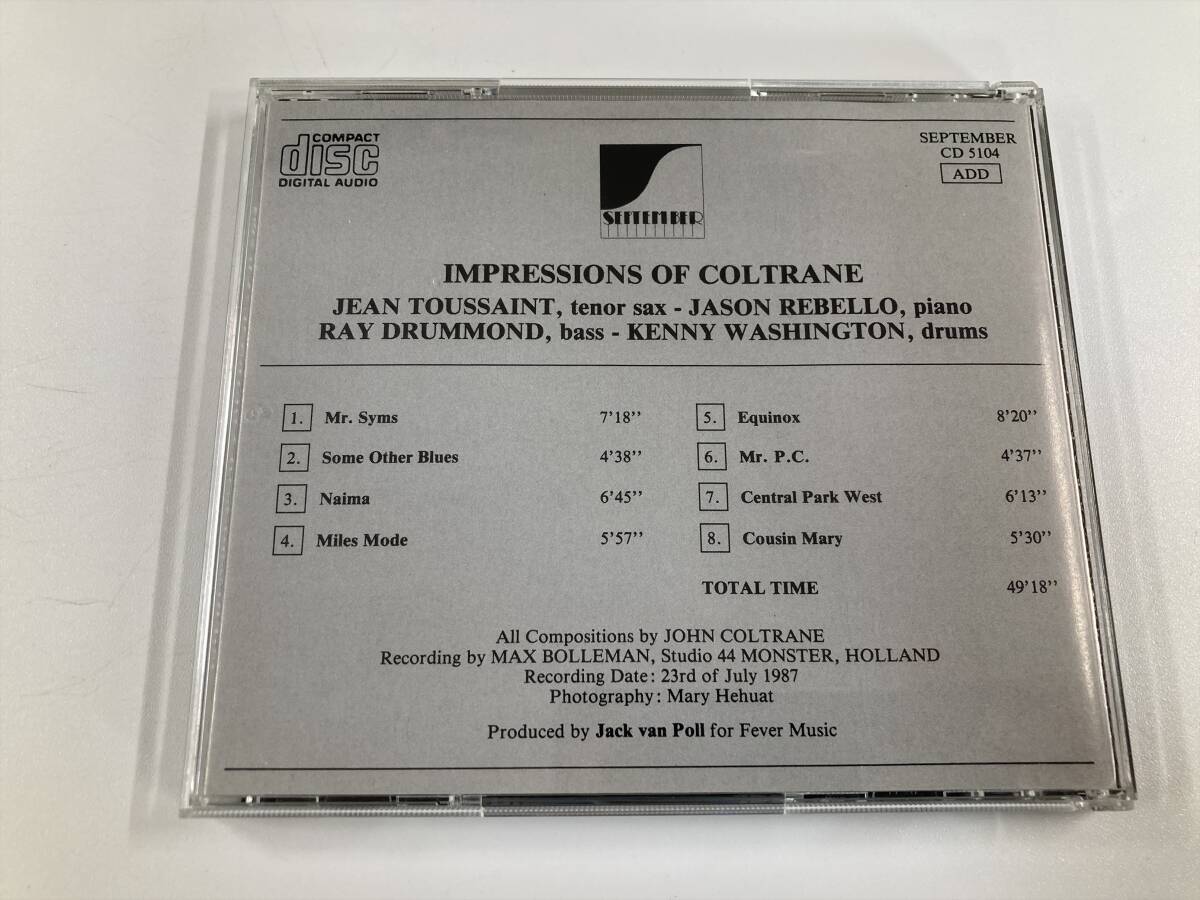 COMPACT
disc
DIGITAL AUDIO
SEPTEMBER
SEPTEMBER
CD 5104
ADD
IMPRESSIONS OF COLTRANE
JEAN TOUSSAINT, tenor sax - JASON REBELLO, piano
RAY DRUMMOND, bass - KENNY WASHINGTON, drums
1. Mr. Syms 7'18''
2. Some Other Blues 4'38''
3. Naima 6'45''
4. Miles Mode 5'57''
5. Equinox 8'20''
6. Mr. P.C. 4'37''
7. Central Park West 6'13''
8. Cousin Mary 5'30''
TOTAL TIME 49'18''
All Compositions by JOHN COLTRANE
Recording by MAX BOLLEMAN, Studio 44 MONSTER, HOLLAND
Recording Date: 23rd of July 1987
Photography: Mary Hehuat
Produced by Jack van Poll for Fever Music